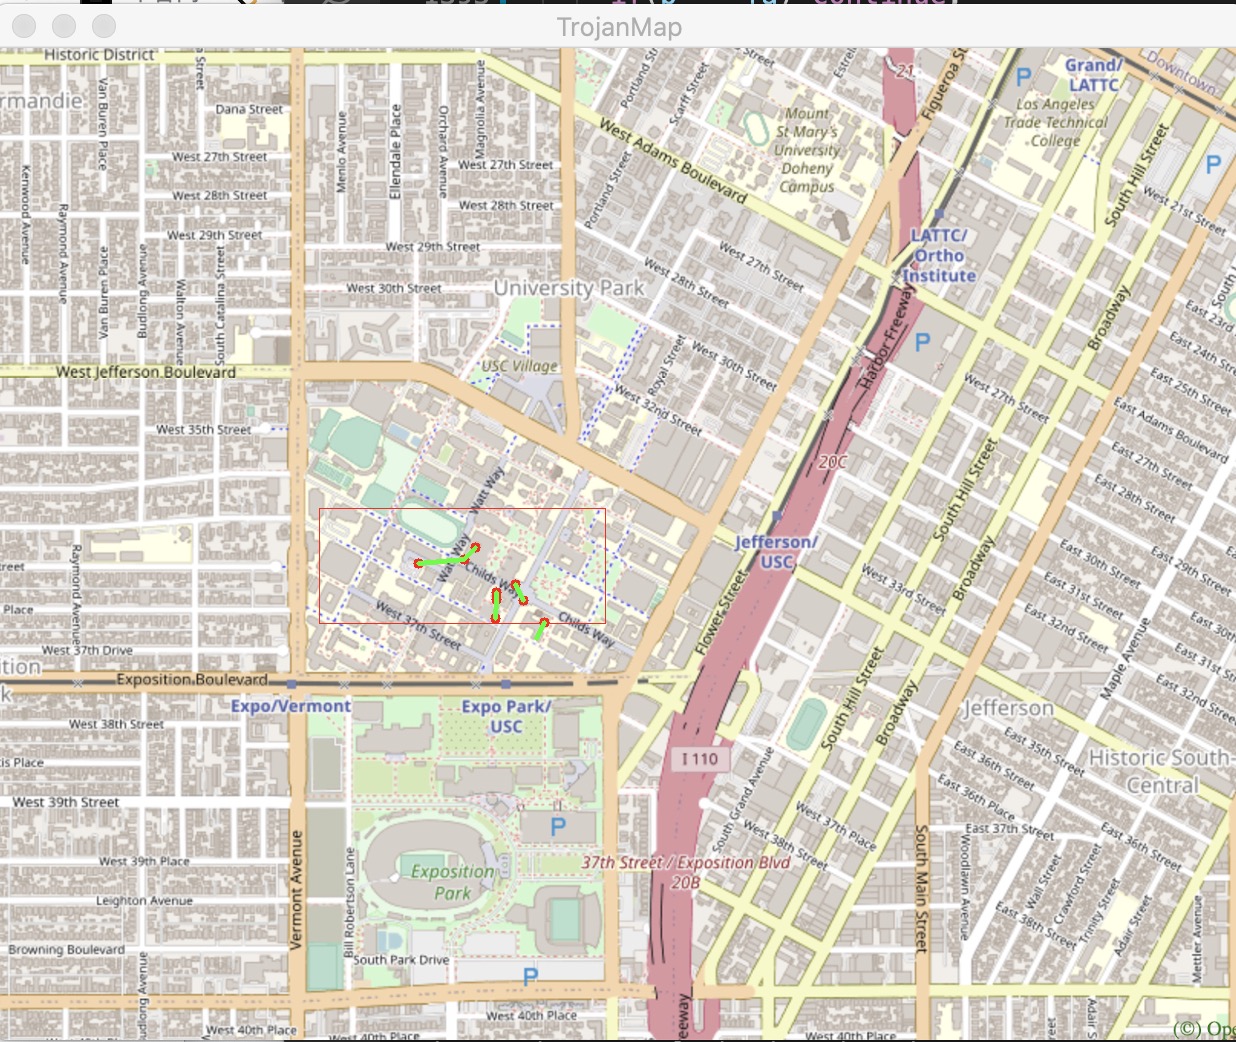 TrojanMap
Historic District
rmandie
Van Buren Place
Dana Street
West 27th Street
West 28th Street
West 29th Street
Kenwood Avenue
Raymond Avenue
Van Buren Place
Budlong Avenue
Walton Avenue
South Catalina Street
West Jefferson Boulevard
West 35th Street
Menlo Avenue
Ellendale Place
Orchard Avenue
Magnolia Avenue
West 27th Street
West 28th Street
West 29th Street
West 30th Street
University Park
USC Village
Portland Street
Scarff Street
Portland Street
West Adams Boulevard
Mount
St Mary's
University
Doheny
Campus
21
Figueroa St
P
Grand/
LATTC
Downtown
Los Angeles
Trade Technical
College
P
South Hill Street
West 21st Street
LATTC/
Ortho
Institute
West 27th Street
West 28th Street
West 30th Street
Royal Street
West 32nd Street
Harbor Freeway
P
Broadway
East 23rd
East 24th Street
East 25th Street
East Adams Boulevard
East 27th Street
East 28th Street
West 27th Street
South Hill Street
20C
Watt Way
Watt Way
Childs Way
Childs Way
West 37th Street
Jefferson/
USC
Flower Street
West 33rd Street
Broadway
East 30th Street
East 31st Street
East 32nd Street
Maple Avenue
East 30th
East 31st
East 32nd Street
Raymond Avenue
treet
Place
West 37th Drive
ition
k
Exposition Boulevard
Expo/Vermont
Expo Park/
USC
West 38th Street
is Place
West 39th Street
West 39th Place
Leighton Avenue
Browning Boulevard
Vermont Avenue
Bill Robertson Lane
Exposition
Park
P
South Park Drive
P
I 110
37th Street / Exposition Blvd
20B
South Hill Street
Broadway
South Grand Avenue
West 37th Place
West 38th Street
Jefferson
Historic South-
Central
East 35th Street
East 36th Street
East 36th Place
East 37th Street
East 36th Street
East 38th Street
South Main Street
Woodlawn Avenue
Wall Street
Crawford Street
Trinity Street
Adair Street
Mettler Avenue
West 40th Place
West 40th Place
West 40th Place
West 40th Place
eeway
(©) Ope